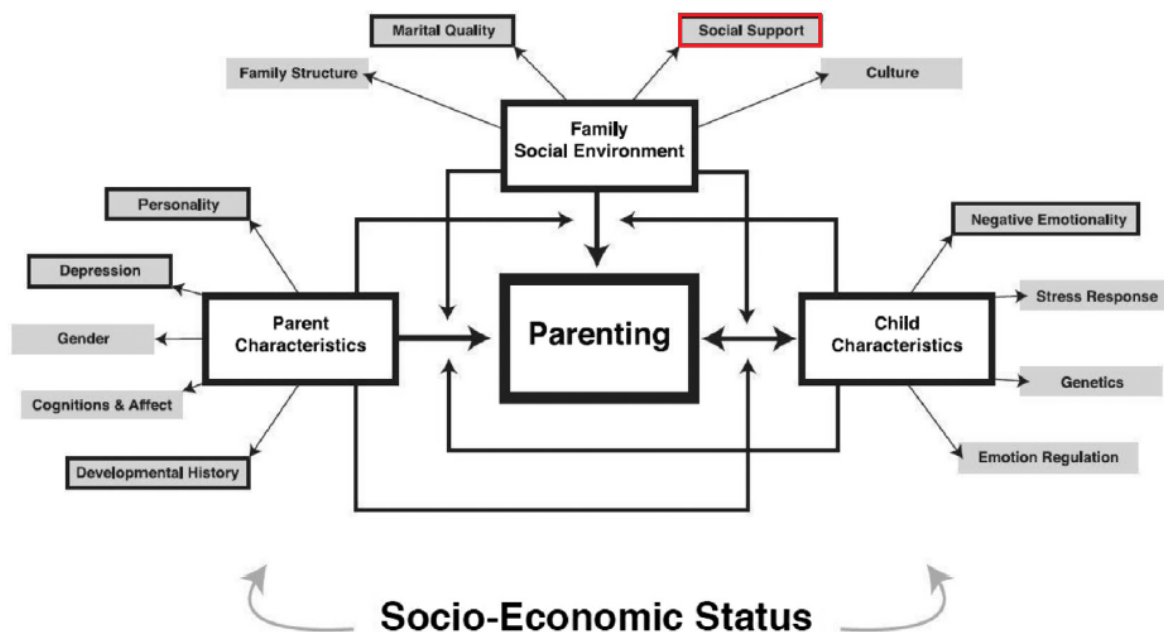 Marital Quality
Social Support
Family Structure
Culture
Family
Social Environment
Personality
Negative Emotionality
Depression
Stress Response
Parent
Characteristics
Parenting
Child
Characteristics
Gender
Genetics
Cognitions & Affect
Emotion Regulation
Developmental History
Socio-Economic Status